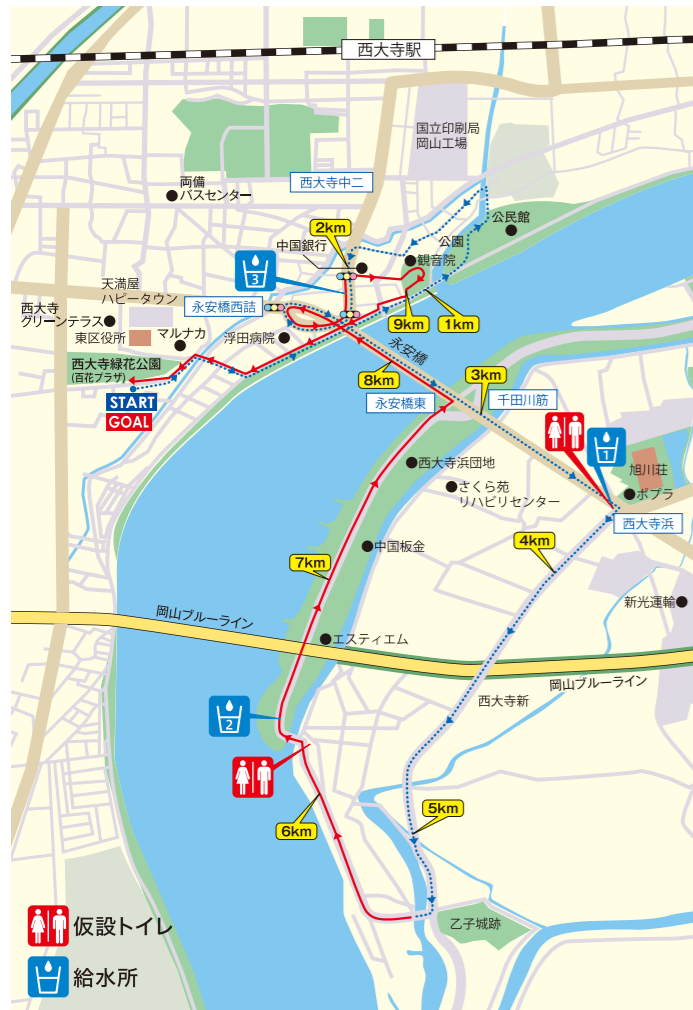 西大寺駅
国立印刷局
岡山工場
両備
バスセンター
西大寺中二
公民館
2km
公園
中国銀行
観音院
3
天満屋
ハピータウン
永安橋西詰
9km
1km
西大寺
グリーンテラス
東区役所
マルナカ
浮田病院
永安橋
西大寺緑花公園
(百花プラザ)
8km
3km
START
GOAL
永安橋東
千田川筋
1
西大寺浜団地
旭川荘
さくら苑
リハビリセンター
ポプラ
西大寺浜
4km
中国板金
7km
新光運輸
岡山ブルーライン
エスティエム
岡山ブルーライン
西大寺新
2
5km
6km
乙子城跡
仮設トイレ
給水所